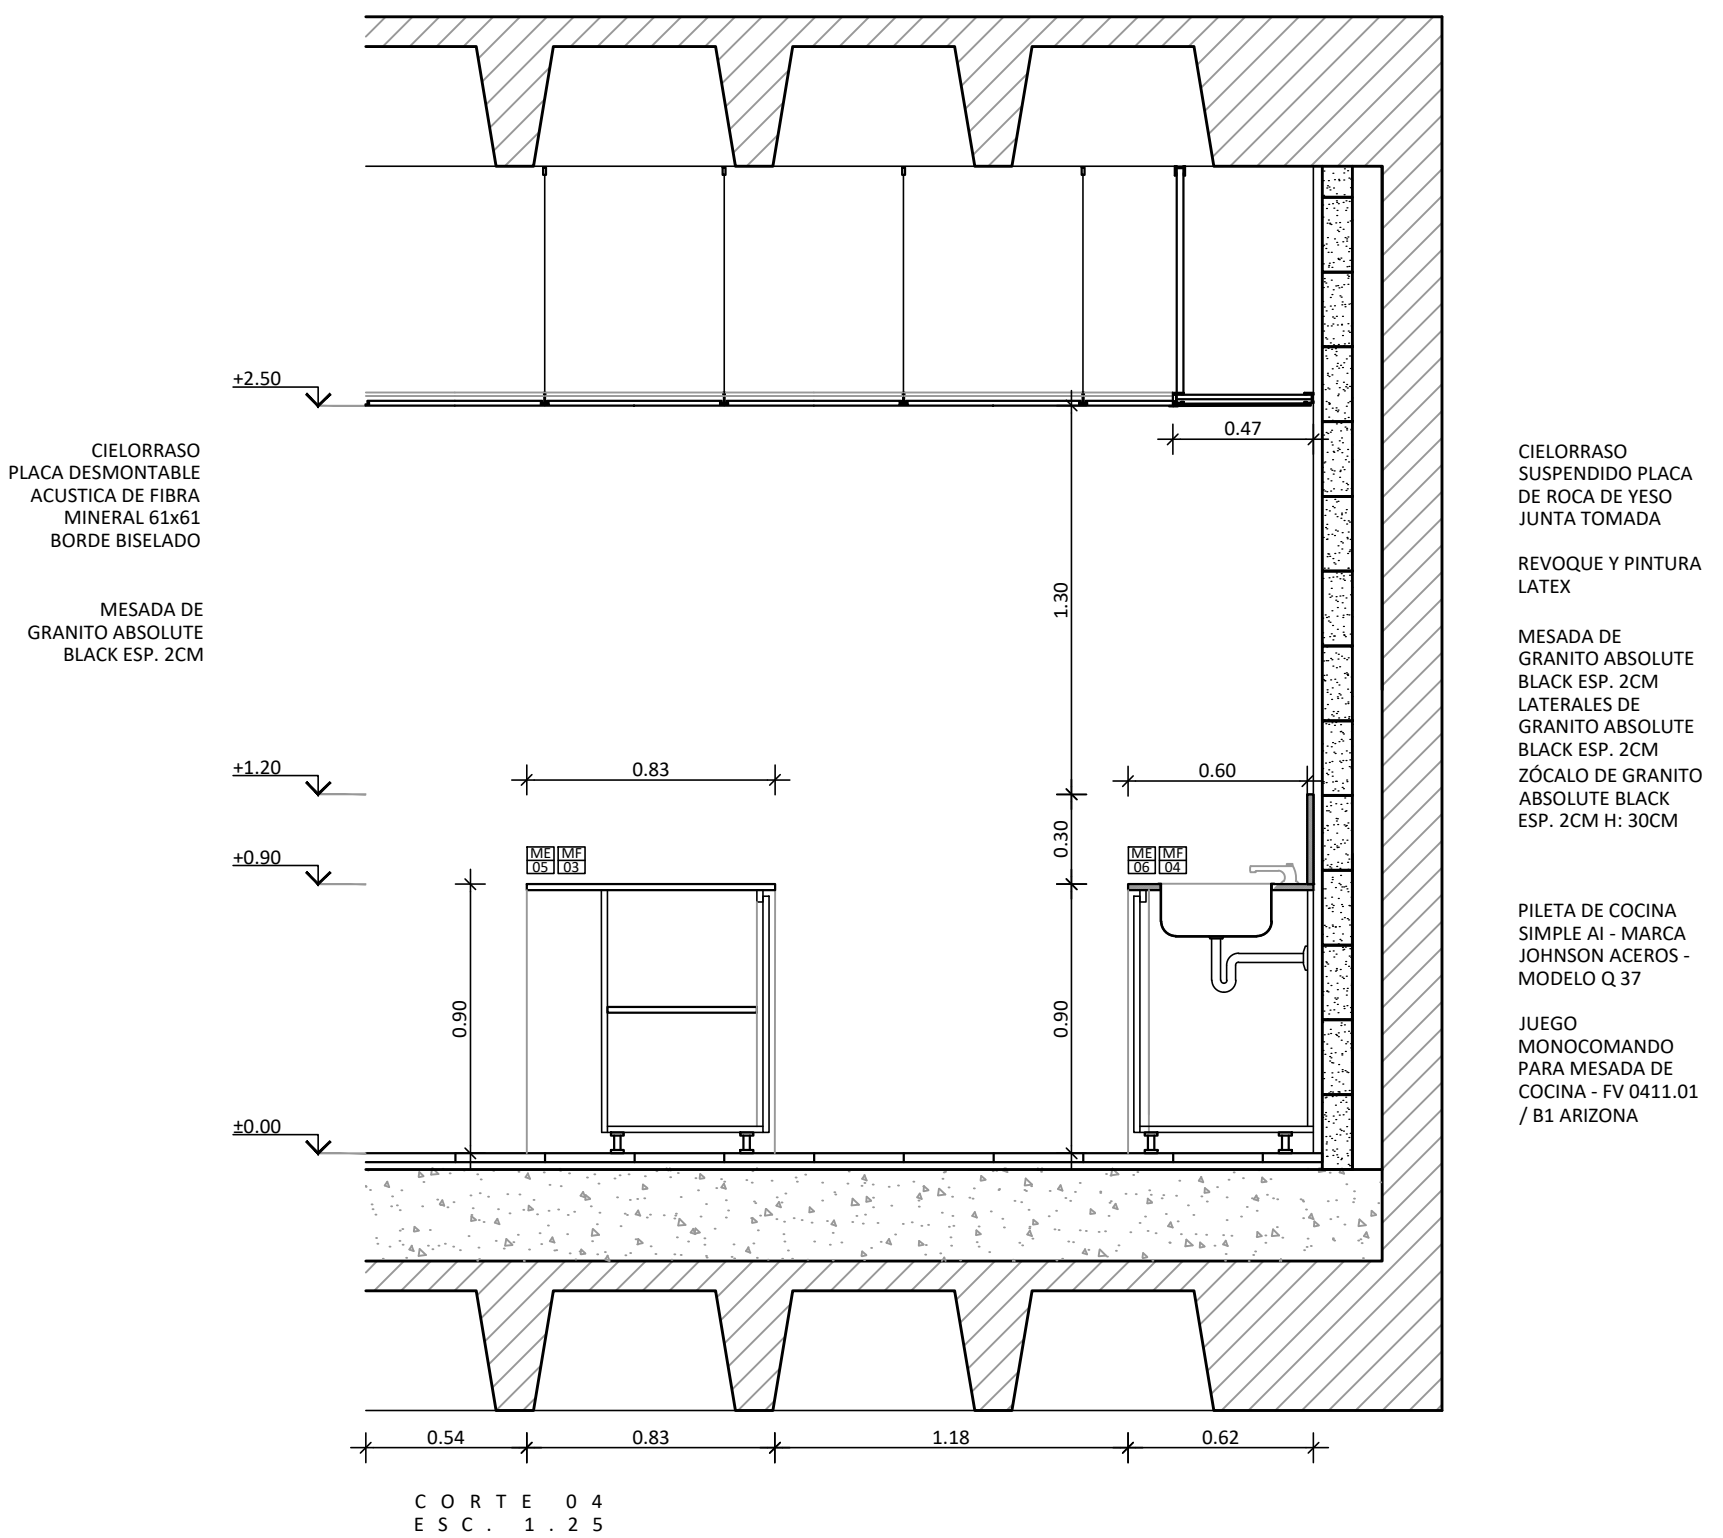 +2.50
0.47
CIELORRASO
PLACA DESMONTABLE
ACUSTICA DE FIBRA
MINERAL 61x61
BORDE BISELADO
CIELORRASO
SUSPENDIDO PLACA
DE ROCA DE YESO
JUNTA TOMADA
REVOQUE Y PINTURA
LATEX
1.30
MESADA DE
GRANITO ABSOLUTE
BLACK ESP. 2CM
MESADA DE
GRANITO ABSOLUTE
BLACK ESP. 2CM
LATERALES DE
GRANITO ABSOLUTE
BLACK ESP. 2CM
ZÓCALO DE GRANITO
ABSOLUTE BLACK
ESP. 2CM H: 30CM
+1.20
0.83
0.60
0.30
+0.90
ME MF
05 03
ME MF
06 04
PILETA DE COCINA
SIMPLE AI - MARCA
JOHNSON ACEROS -
MODELO Q 37
0.90
0.90
JUEGO
MONOCOMANDO
PARA MESADA DE
COCINA - FV 0411.01
/ B1 ARIZONA
±0.00
0.54 0.83 1.18 0.62
CORTE 04
ESC. 1.25